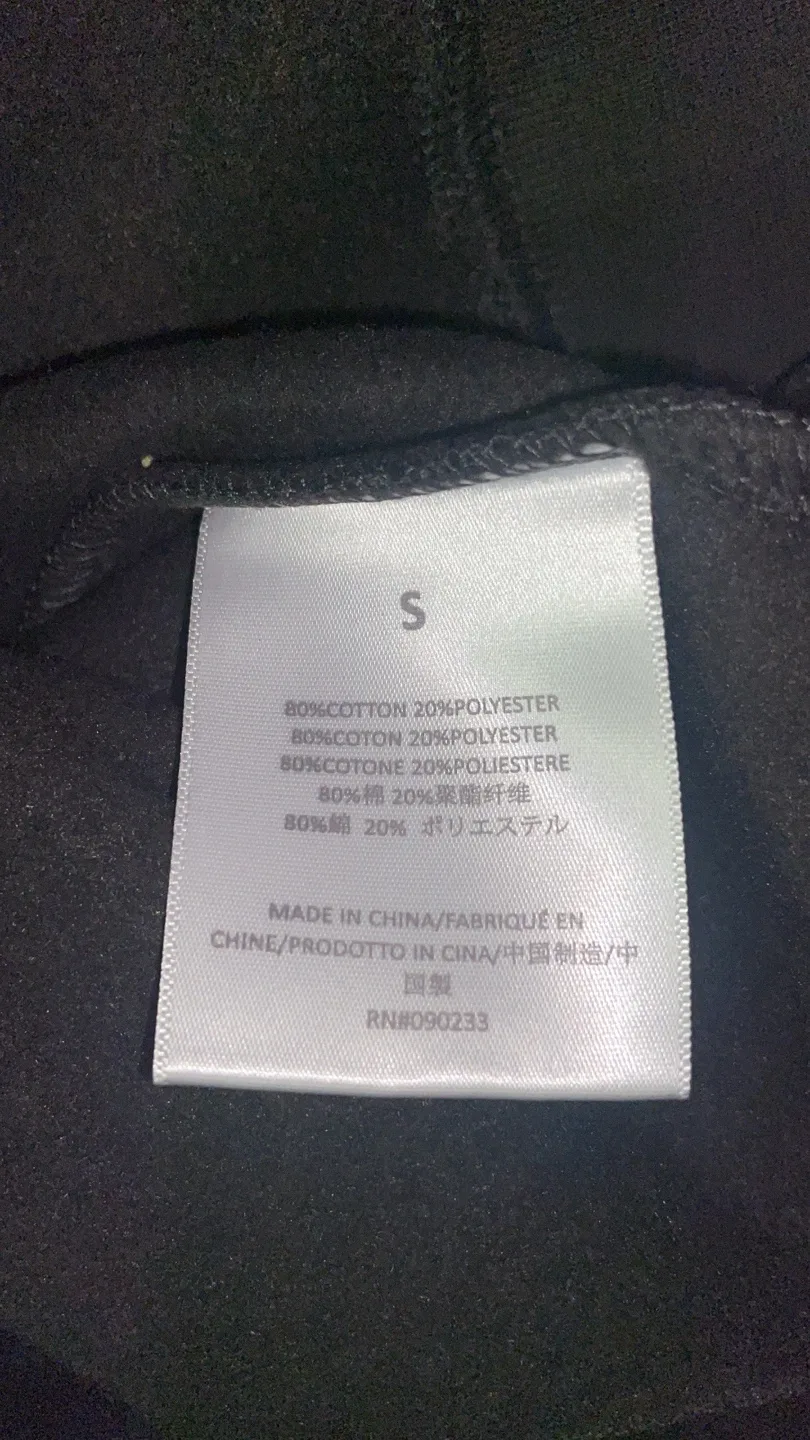 S
80%COTTON 20%POLYESTER
80%COTON 20%POLYESTER
80%COTONE 20%POLIESTERE
80%棉 20%聚酯纤维
80%綿 20% ポリエステル
MADE IN CHINA/FABRIQUÉ EN
CHINE/PRODOTTO IN CINA/中国制造/中
国製
RN#090233